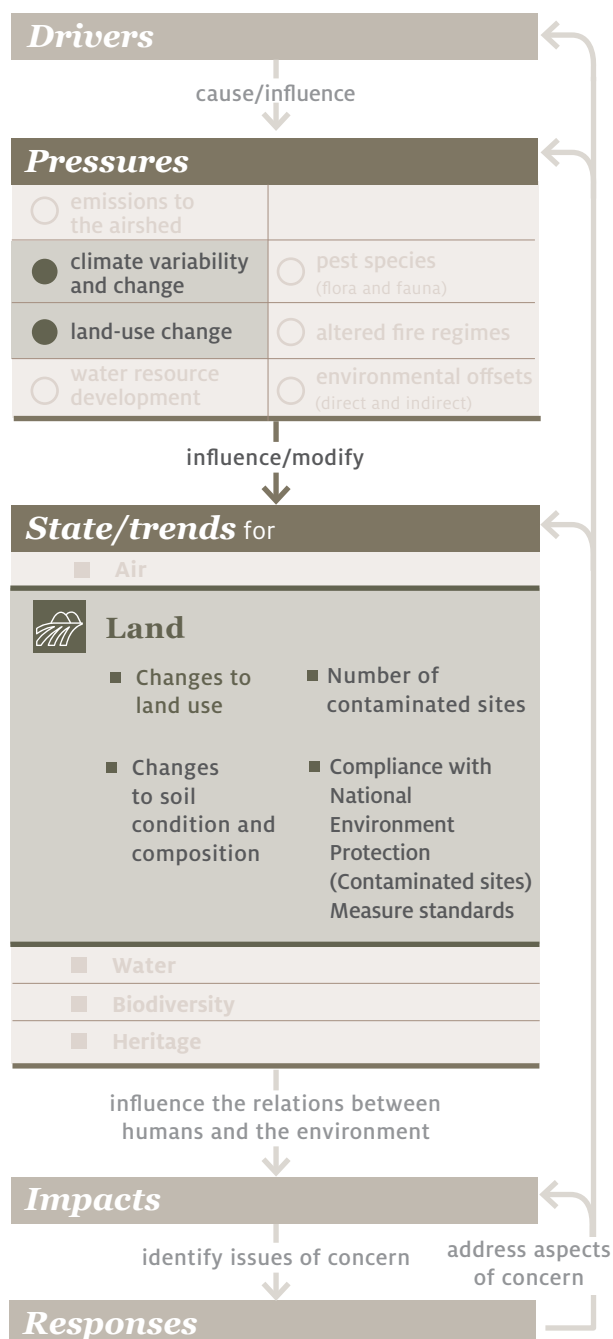 Drivers
cause/influence
Pressures
emissions to
the airshed
climate variability
and change
pest species
(flora and fauna)
land-use change
altered fire regimes
water resource
development
environmental offsets
(direct and indirect)
influence/modify
State/trends for
Air
Land
Changes to
land use
Number of
contaminated sites
Changes
to soil
condition and
composition
Compliance with
National
Environment
Protection
(Contaminated sites)
Measure standards
Water
Biodiversity
Heritage
influence the relations between
humans and the environment
Impacts
identify issues of concern
address aspects
of concern
Responses